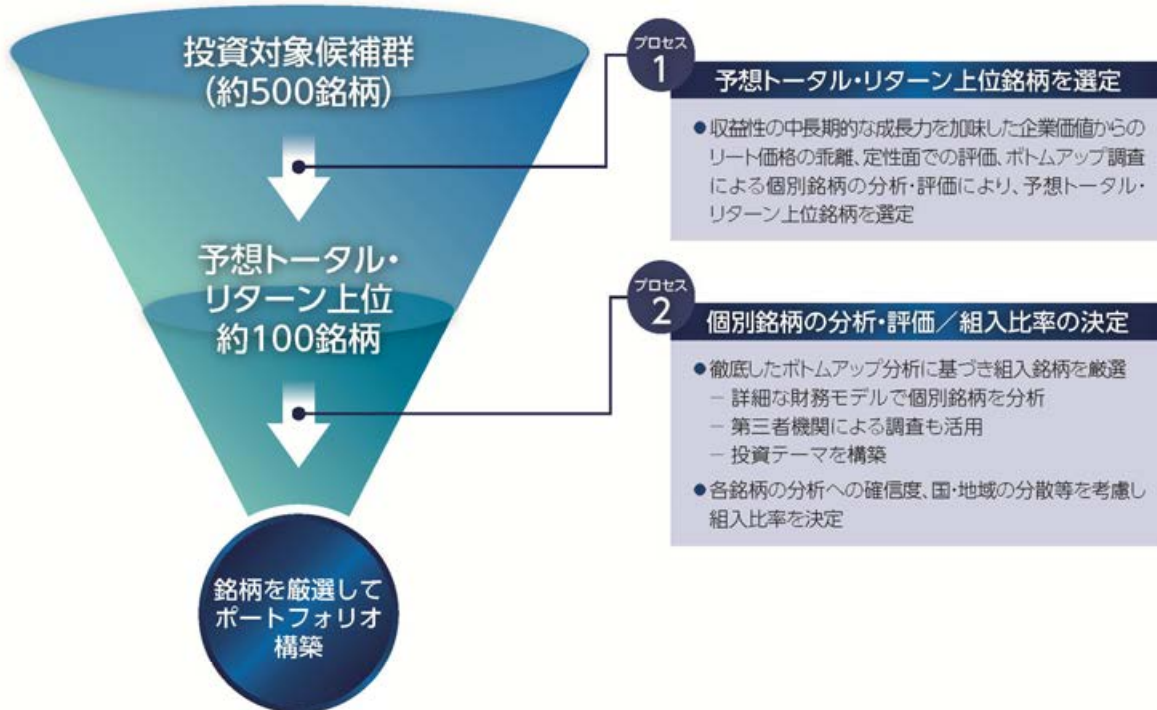 投資対象候補群
(約500銘柄)
予想トータル・
リターン上位
約100銘柄
銘柄を厳選して
ポートフォリオ
構築
プロセス
1
予想トータル・リターン上位銘柄を選定
●収益性の中長期的な成長力を加味した企業価値からの
リート価格の乖離、定性面での評価、ボトムアップ調査
による個別銘柄の分析・評価により、予想トータル・
リターン上位銘柄を選定
プロセス
2
個別銘柄の分析・評価／組入比率の決定
●徹底したボトムアップ分析に基づき組入銘柄を厳選
－ 詳細な財務モデルで個別銘柄を分析
－ 第三者機関による調査も活用
－ 投資テーマを構築
●各銘柄の分析への確信度、国・地域の分散等を考慮し
組入比率を決定